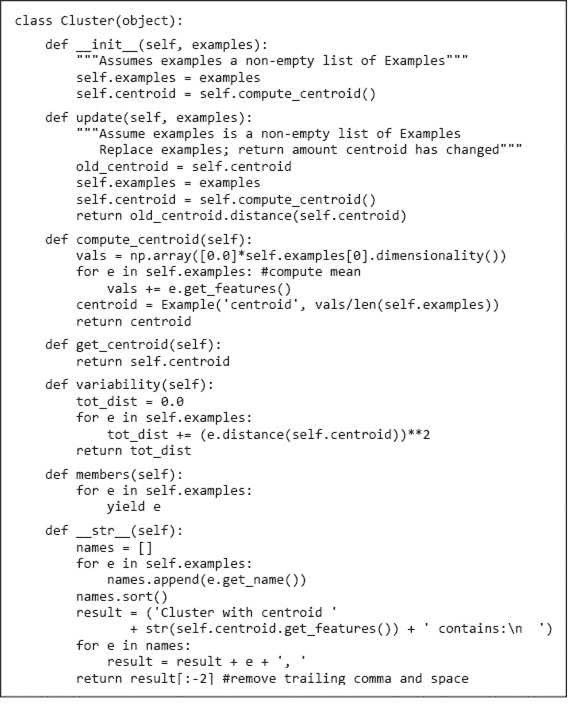 class Cluster(object):
    def __init__(self, examples):
        """Assumes examples a non-empty list of Examples"""
        self.examples = examples
        self.centroid = self.compute_centroid()
    def update(self, examples):
        """Assume examples is a non-empty list of Examples
           Replace examples; return amount centroid has changed"""
        old_centroid = self.centroid
        self.examples = examples
        self.centroid = self.compute_centroid()
        return old_centroid.distance(self.centroid)
    def compute_centroid(self):
        vals = np.array([0.0]*self.examples[0].dimensionality())
        for e in self.examples: #compute mean
            vals += e.get_features()
        centroid = Example('centroid', vals/len(self.examples))
        return centroid
    def get_centroid(self):
        return self.centroid
    def variability(self):
        tot_dist = 0.0
        for e in self.examples:
            tot_dist += (e.distance(self.centroid))**2
        return tot_dist
    def members(self):
        for e in self.examples:
            yield e
    def __str__(self):
        names = []
        for e in self.examples:
            names.append(e.get_name())
        names.sort()
        result = ('Cluster with centroid '
               + str(self.centroid.get_features()) + ' contains:\n  ')
        for e in names:
            result = result + e + ', '
        return result[:-2] #remove trailing comma and space